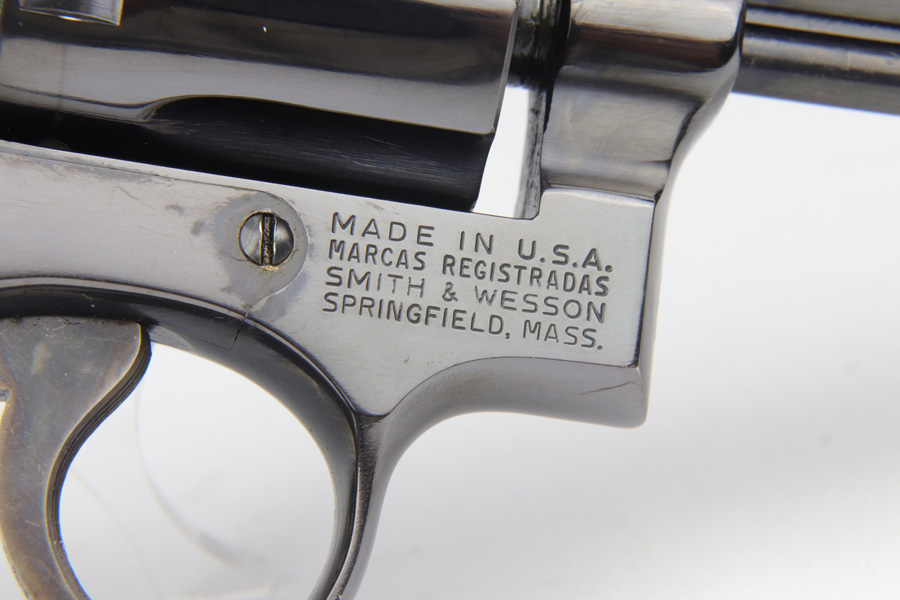 MADE IN U.S.A.
MARCAS REGISTRADAS
SMITH & WESSON
SPRINGFIELD, MASS.